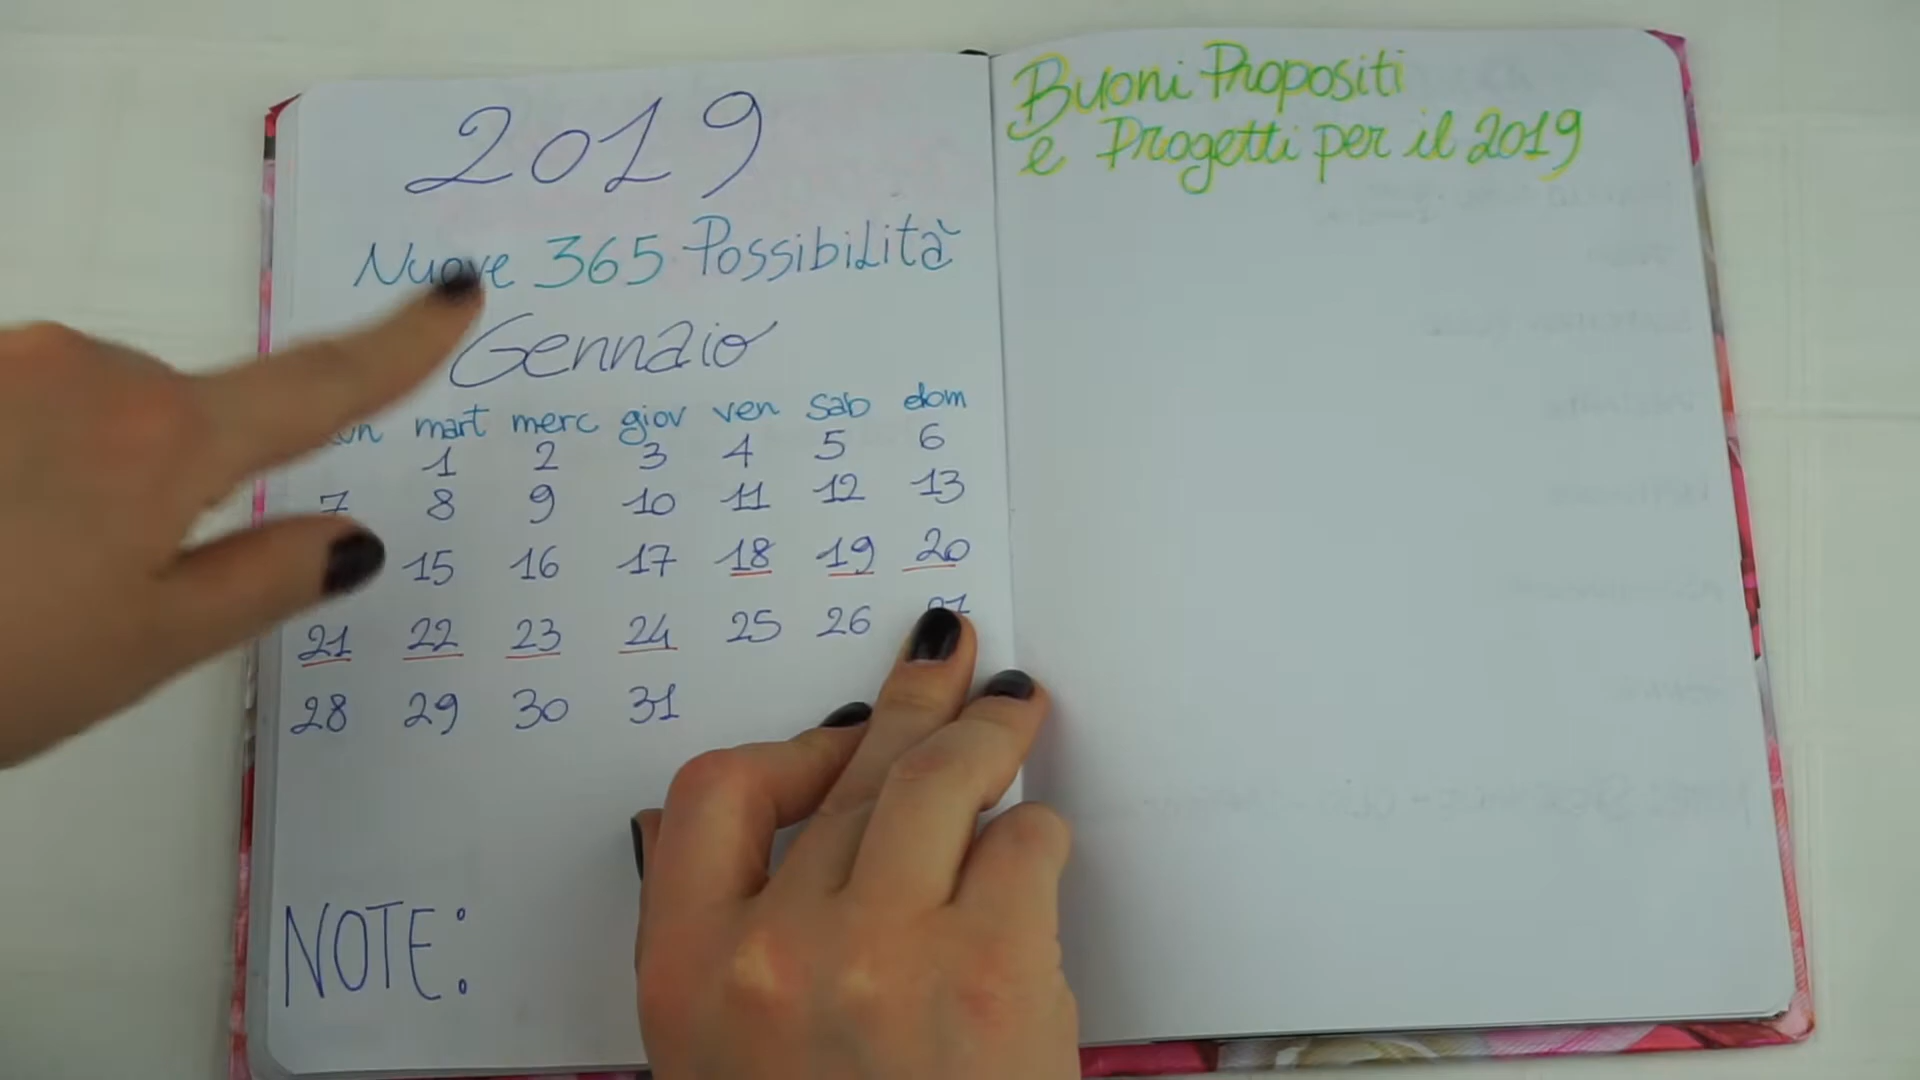 2019
Nuove 365 Possibilità
Gennaio
mart merc giov ven sab dom
1 2 3 4 5 6
7 8 9 10 11 12 13
15 16 17 18 19 20
21 22 23 24 25 26
28 29 30 31
NOTE:
Buoni Propositi
e Progetti per il 2019